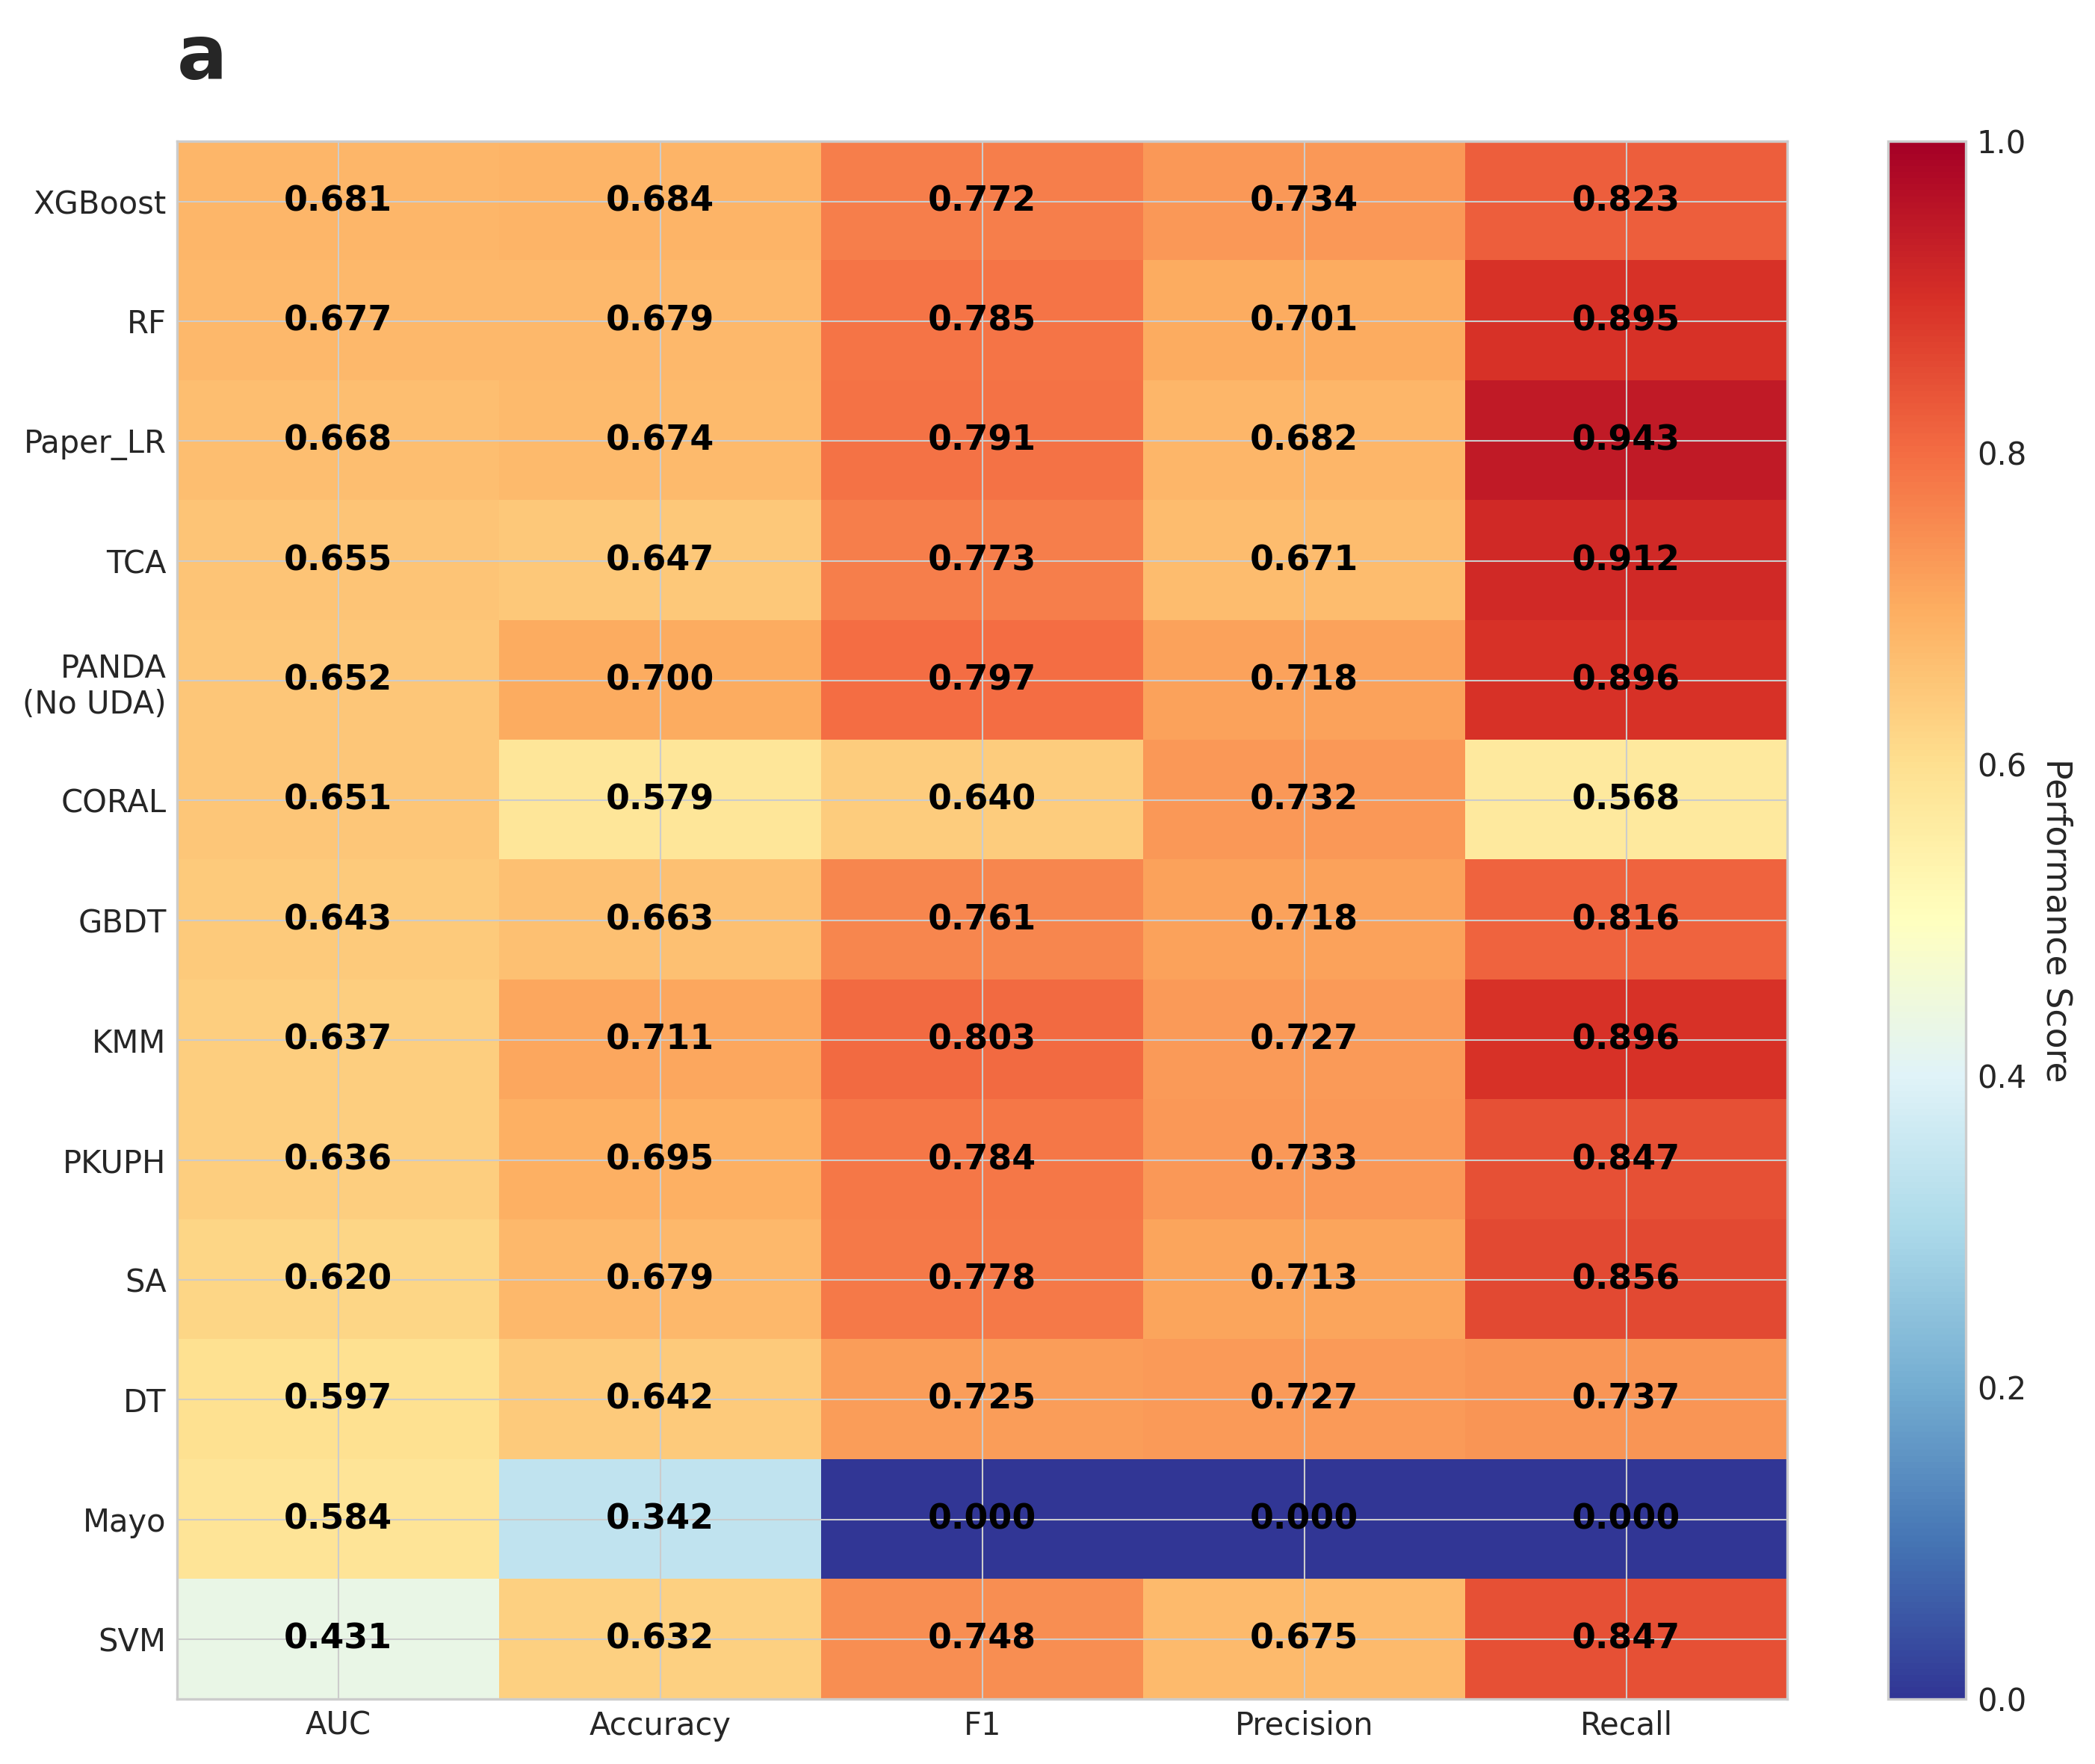 a
XGBoost 0.681 0.684 0.772 0.734 0.823
RF 0.677 0.679 0.785 0.701 0.895
Paper_LR 0.668 0.674 0.791 0.682 0.943
TCA 0.655 0.647 0.773 0.671 0.912
PANDA
(No UDA) 0.652 0.700 0.797 0.718 0.896
CORAL 0.651 0.579 0.640 0.732 0.568
GBDT 0.643 0.663 0.761 0.718 0.816
KMM 0.637 0.711 0.803 0.727 0.896
PKUPH 0.636 0.695 0.784 0.733 0.847
SA 0.620 0.679 0.778 0.713 0.856
DT 0.597 0.642 0.725 0.727 0.737
Mayo 0.584 0.342 0.000 0.000 0.000
SVM 0.431 0.632 0.748 0.675 0.847
AUC Accuracy F1 Precision Recall
1.0
0.8
0.6
0.4
0.2
0.0
Performance Score